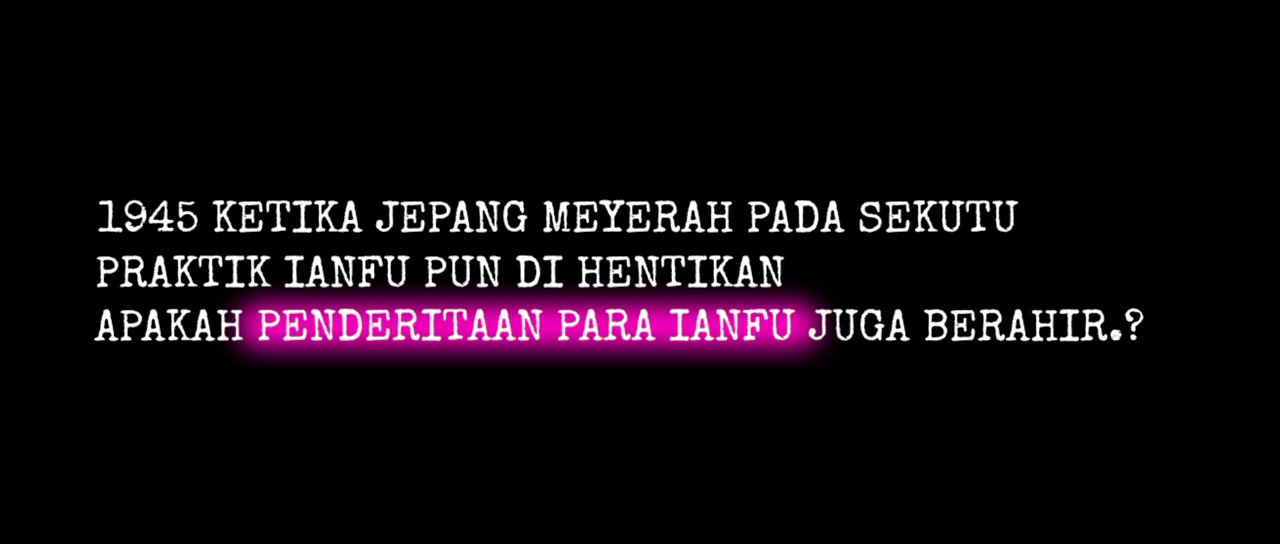 1945 KETIKA JEPANG MEYERAH PADA SEKUTU
PRAKTIK IANFU PUN DI HENTIKAN
APAKAH PENDERITAAN PARA IANFU JUGA BERAHIR.?